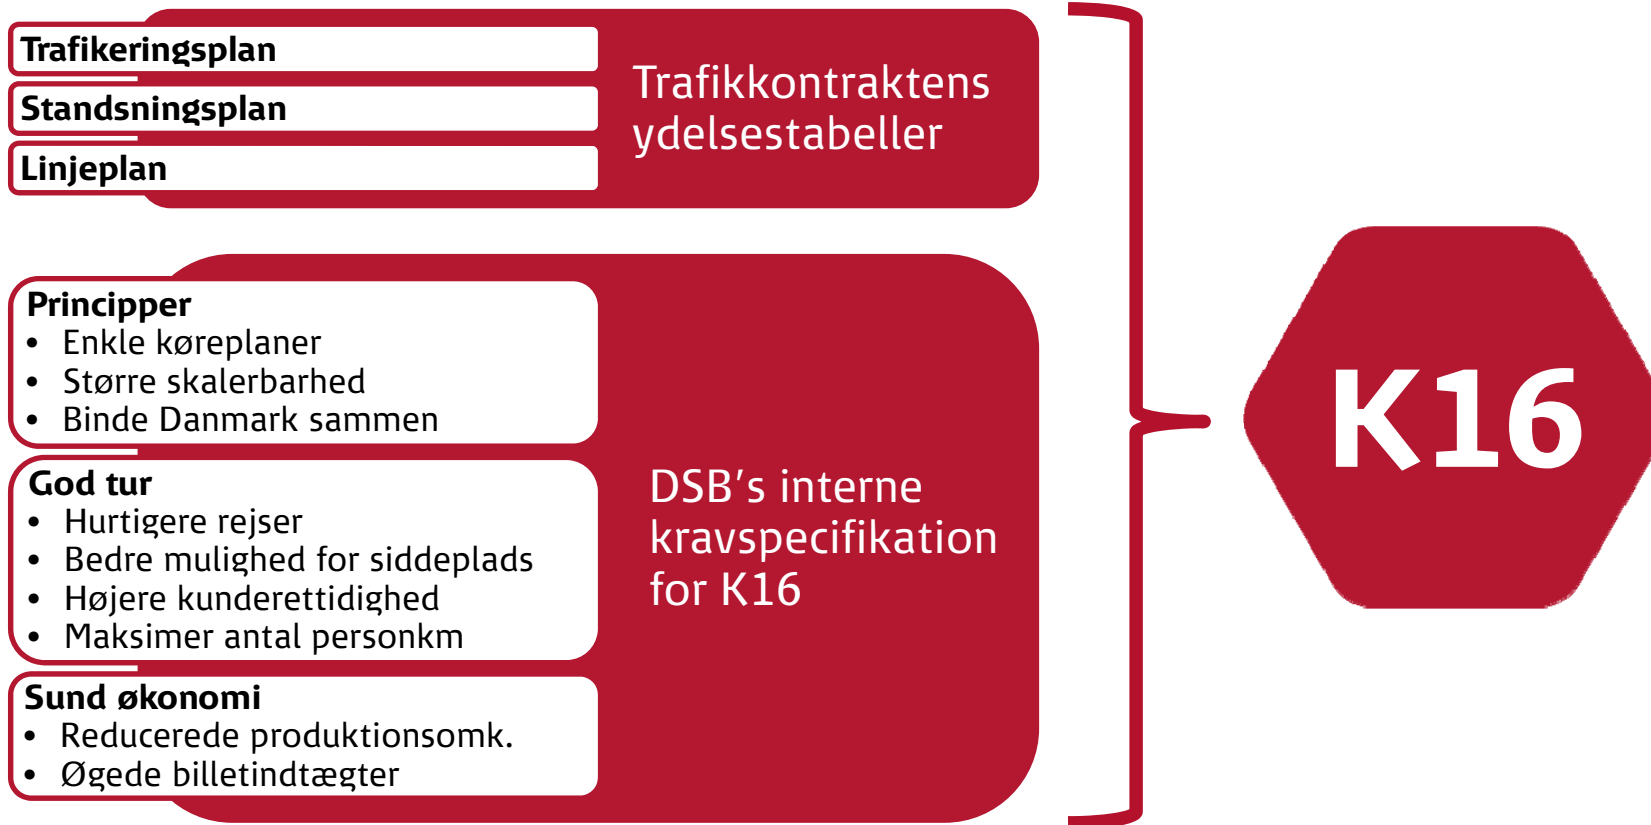 Trafikeringsplan
Standsningsplan
Linjeplan
Trafikkontraktens
ydelsestabeller
Principper
• Enkle køreplaner
• Større skalerbarhed
• Binde Danmark sammen
God tur
• Hurtigere rejser
• Bedre mulighed for siddeplads
• Højere kunderettidighed
• Maksimer antal personkm
Sund økonomi
• Reducerede produktionsomk.
• Øgede billetindtægter
DSB’s interne
kravspecifikation
for K16
K16